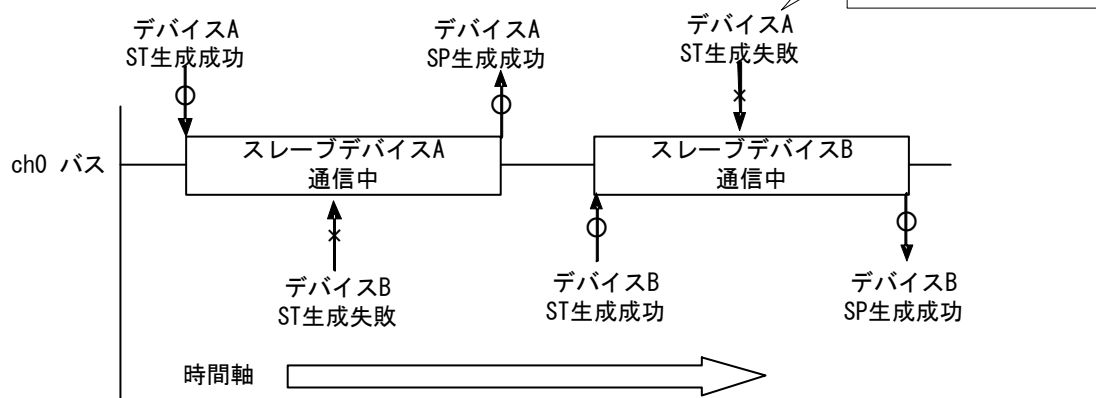 デバイスA
ST生成成功
デバイスA
SP生成成功
デバイスA
ST生成失敗
ch0 バス
スレーブデバイスA
通信中
スレーブデバイスB
通信中
デバイスB
ST生成失敗
デバイスB
ST生成成功
デバイスB
SP生成成功
時間軸